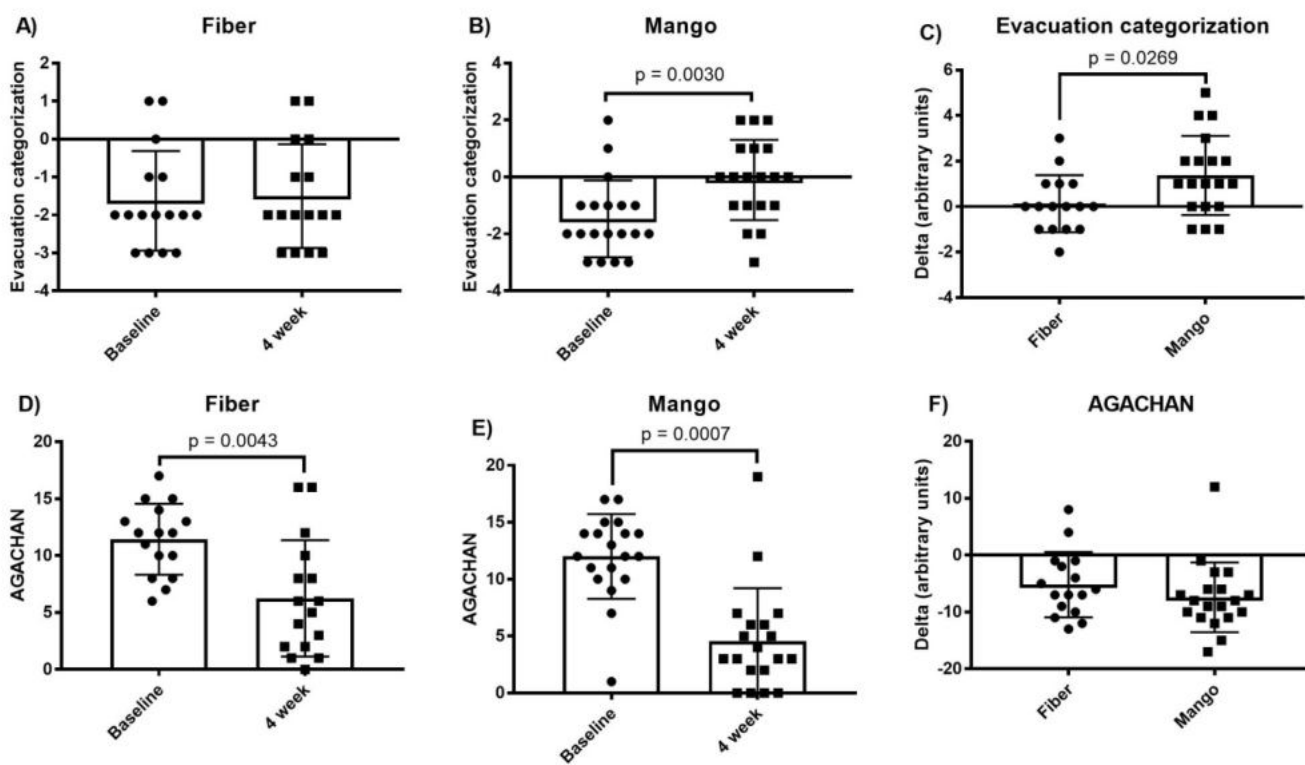 A) Fiber
Evacuation categorization
2
1
0
-1
-2
-3
-4
Baseline
4 week
B) Mango
p = 0.0030
Evacuation categorization
4
2
0
-2
-4
Baseline
4 week
C) Evacuation categorization
p = 0.0269
Delta (arbitrary units)
6
4
2
0
-2
-4
Fiber
Mango
D) Fiber
p = 0.0043
AGACHAN
20
15
10
5
0
Baseline
4 week
E) Mango
p = 0.0007
AGACHAN
20
15
10
5
0
Baseline
4 week
F) AGACHAN
Delta (arbitrary units)
20
10
0
-10
-20
Fiber
Mango